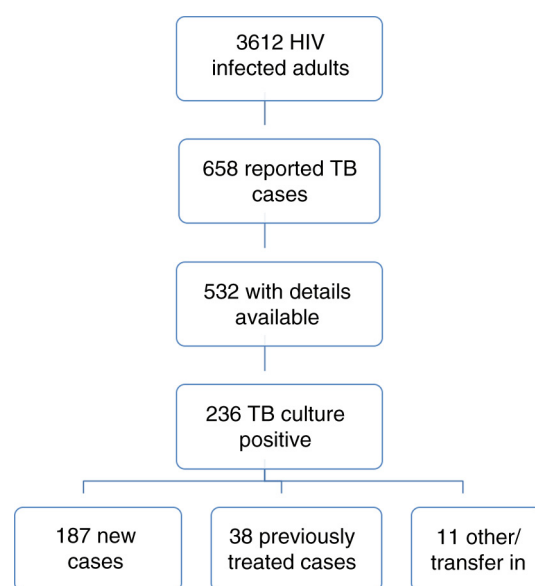 3612 HIV
infected adults
658 reported TB
cases
532 with details
available
236 TB culture
positive
187 new
cases
38 previously
treated cases
11 other/
transfer in